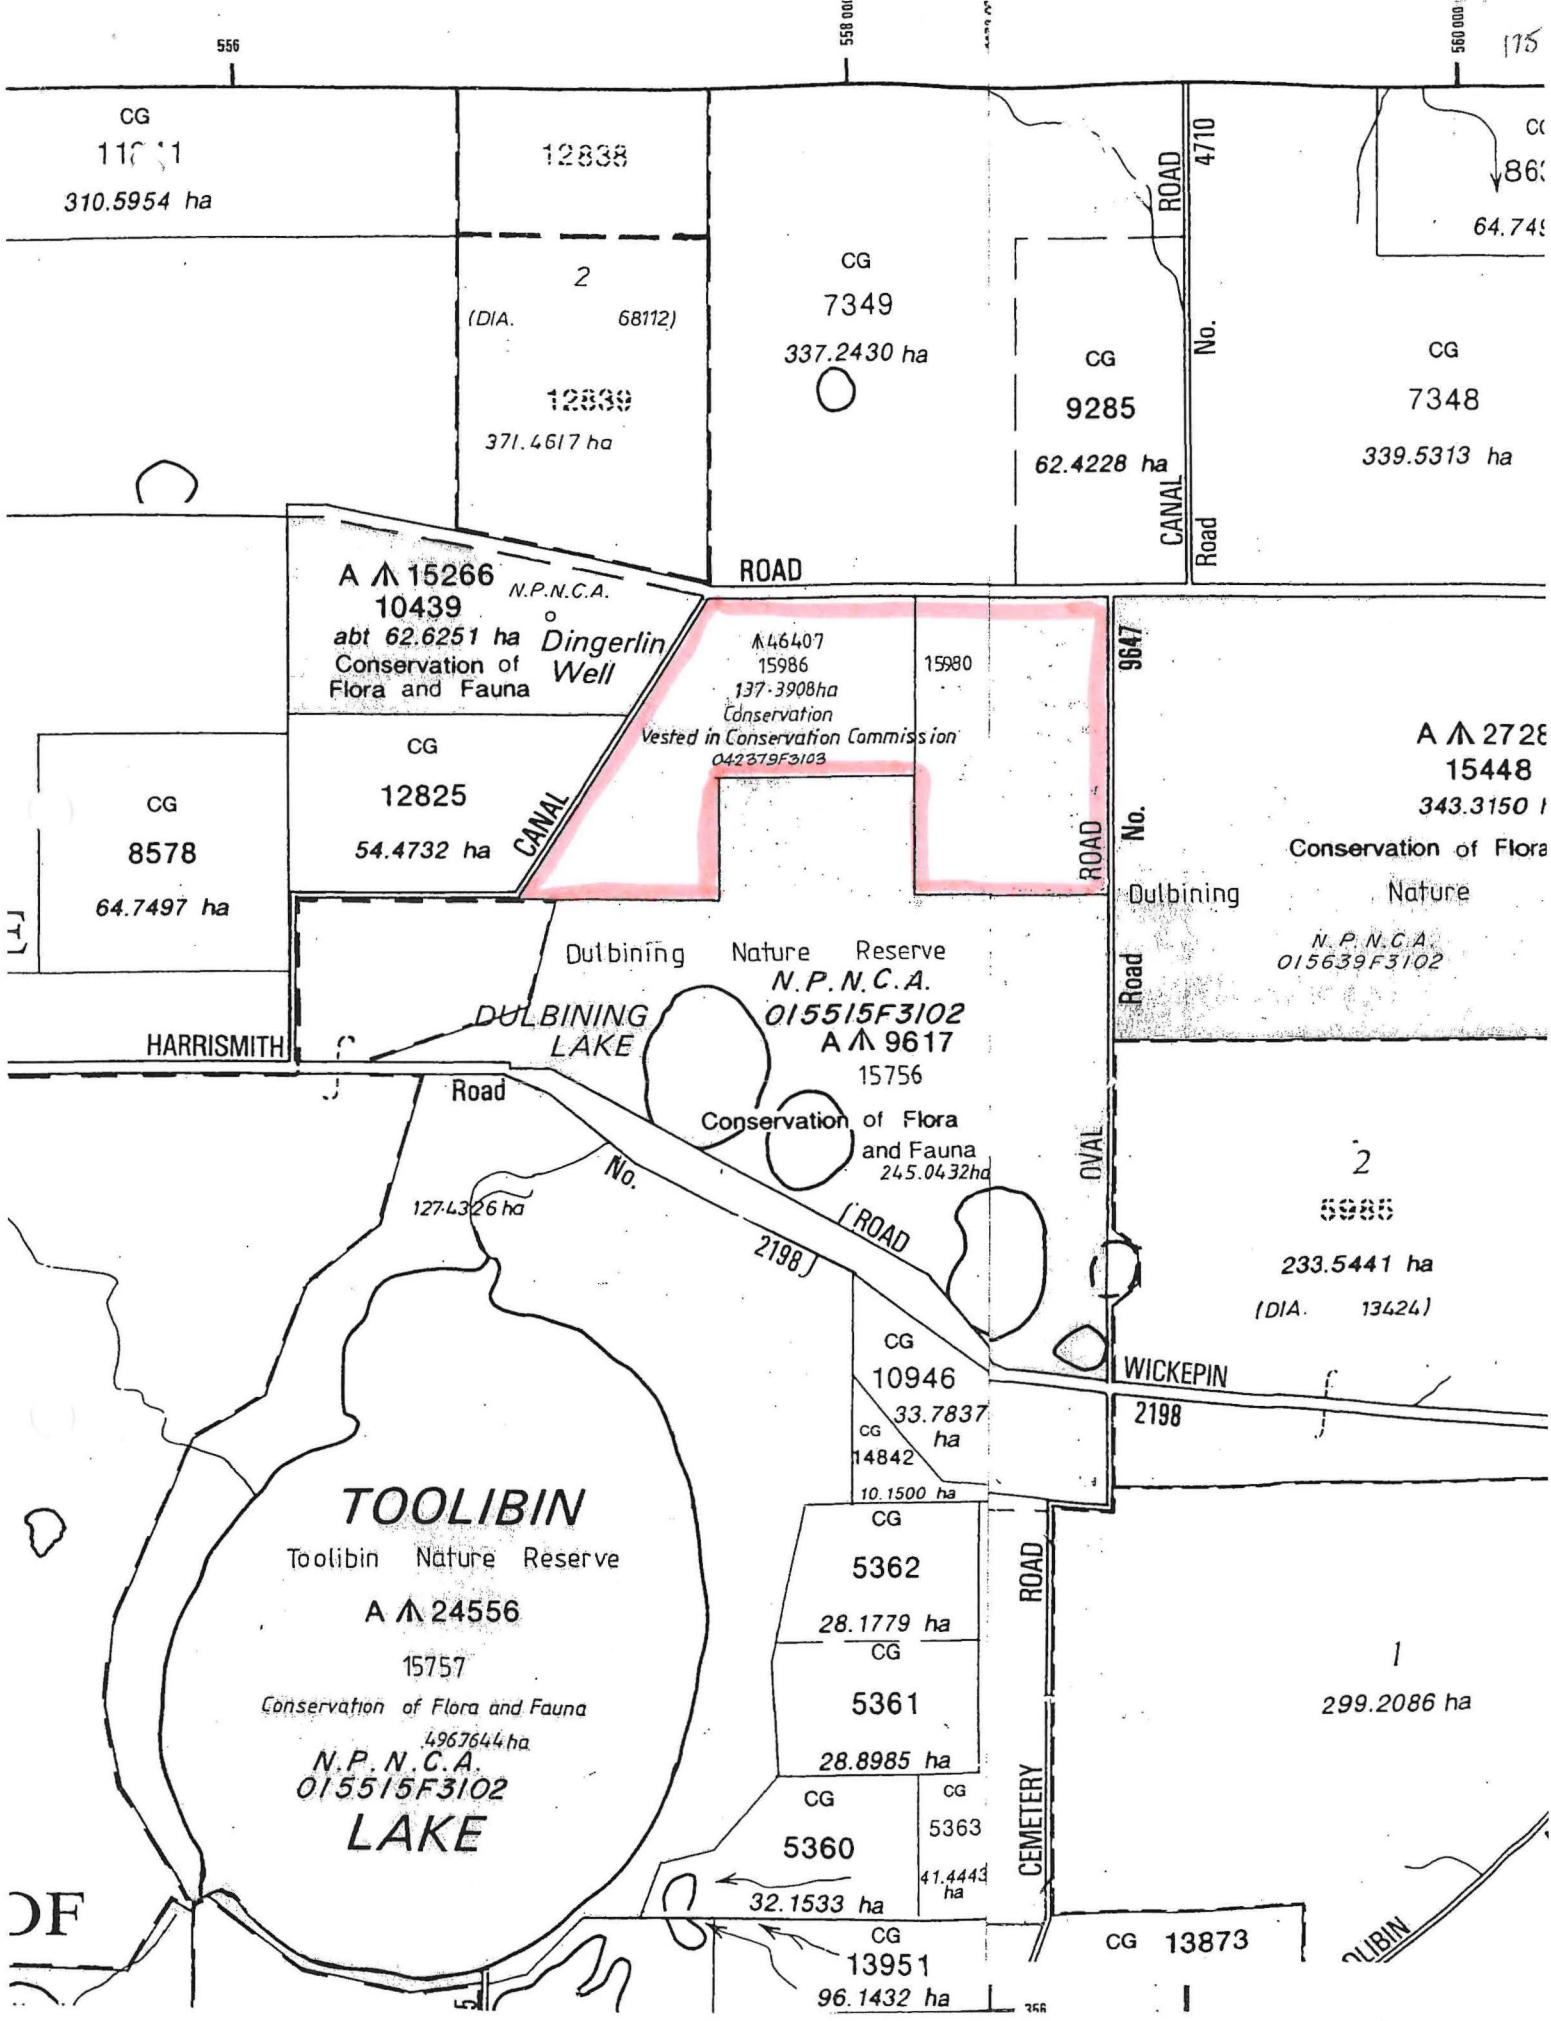 556
558 000
560 000
175
CG
310.5954 ha
12838
2
(DIA. 68112)
12839
371.4617 ha
CG
7349
337.2430 ha
ROAD
4710
No.
CANAL
Road
CG
9285
62.4228 ha
CG
7348
339.5313 ha
64.749
A 15266
10439
abt 62.6251 ha
Conservation of
Flora and Fauna
N.P.N.C.A.
Dingerlin
Well
ROAD
46407
15986
137.3908ha
Conservation
Vested in Conservation Commission
042379F3103
15980
9647
No.
ROAD
Road
OVAL
A 2728
15448
343.3150
Conservation of Flora
Dulbining Nature
N.P.N.C.A.
015639F3102
CG
12825
54.4732 ha
CANAL
CG
8578
64.7497 ha
Dulbining Nature Reserve
N.P.N.C.A.
015515F3102
A 9617
15756
Conservation of Flora
and Fauna
245.0432ha
DULBINING
LAKE
HARRISMITH
Road
No.
2198
ROAD
127.4326 ha
2
5985
233.5441 ha
(DIA. 13424)
WICKEPIN
2198
CG
10946
33.7837
ha
CG
14842
10.1500 ha
CG
5362
28.1779 ha
CG
5361
28.8985 ha
CG
5360
32.1533 ha
CG
5363
41.4443
ha
ROAD
CEMETERY
1
299.2086 ha
TOOLIBIN
Toolibin Nature Reserve
A 24556
15757
Conservation of Flora and Fauna
4967644ha
N.P.N.C.A.
015515F3102
LAKE
OF
CG
13951
96.1432 ha
CG 13873
OLIBIN
356
5